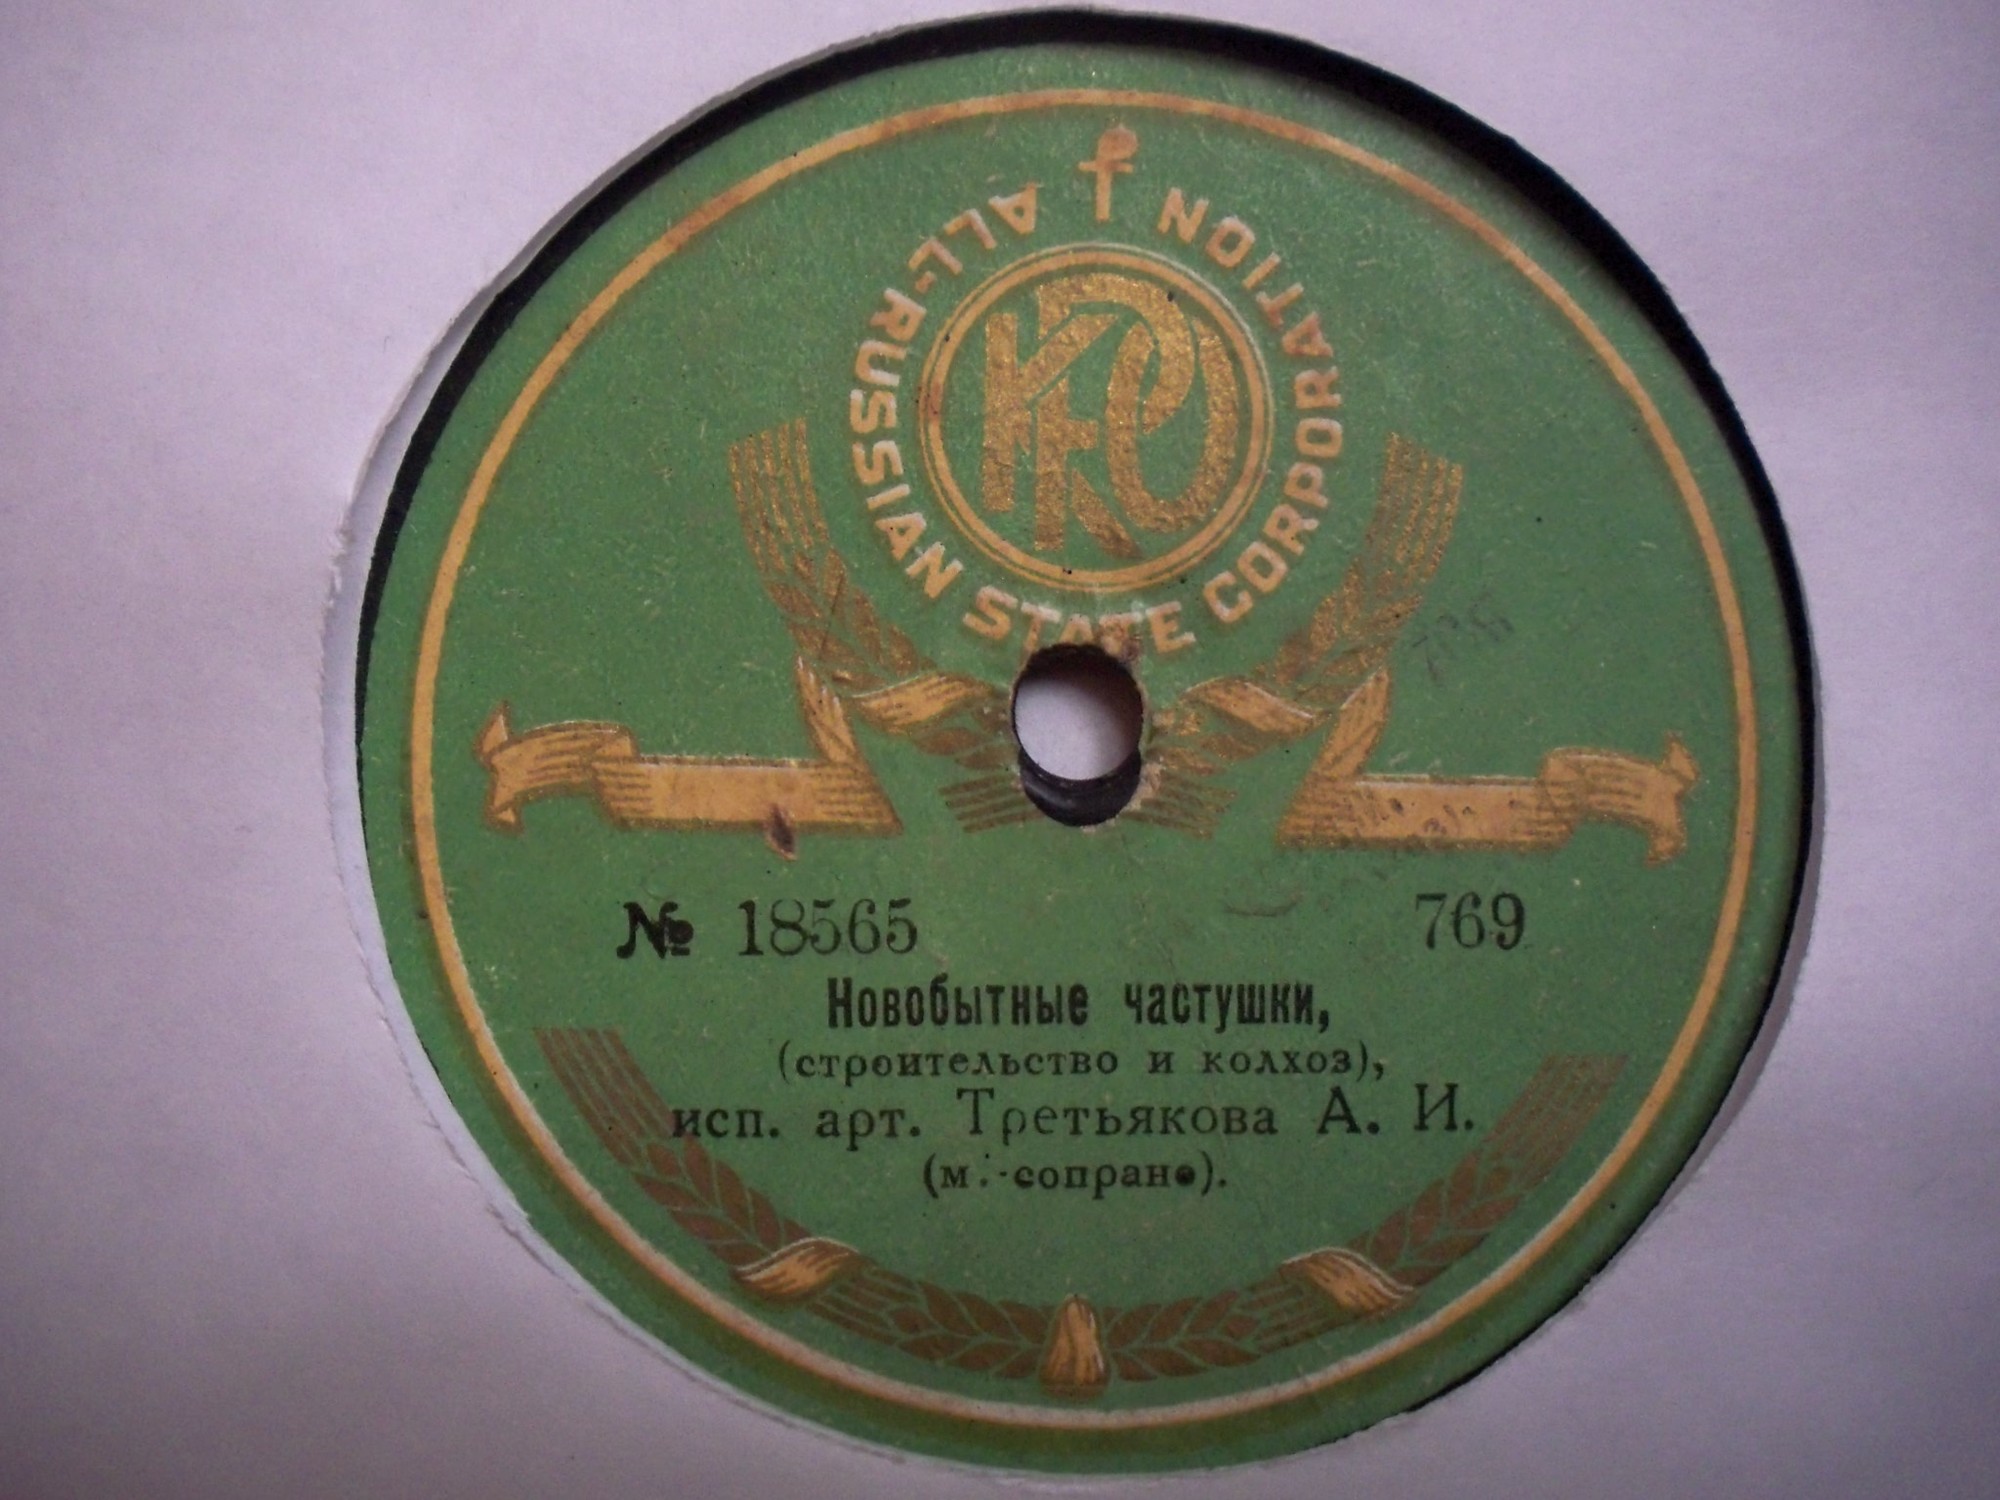 ALL-RUSSIAN STATE CORPORATION
№ 18565 769
Новобытные частушки,
(строительство и колхоз),
исп. арт. Третьякова А. И.
(м.-сопрано).